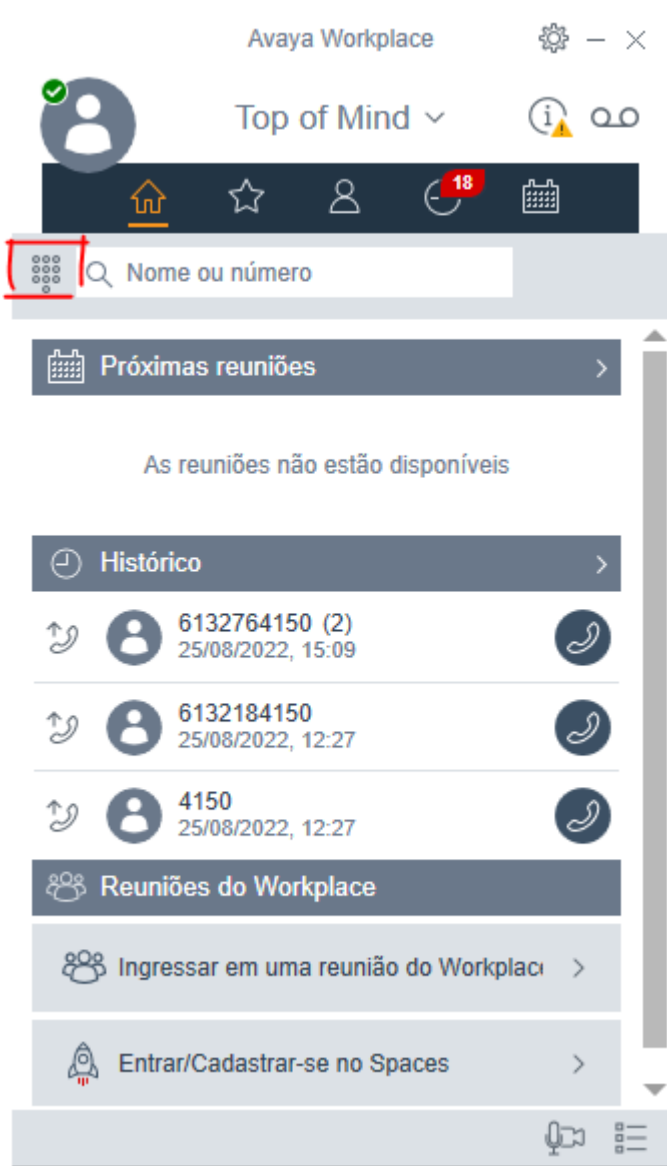 Avaya Workplace
Top of Mind
18
Nome ou número
Próximas reuniões
As reuniões não estão disponíveis
Histórico
6132764150 (2)
25/08/2022, 15:09
6132184150
25/08/2022, 12:27
4150
25/08/2022, 12:27
Reuniões do Workplace
Ingressar em uma reunião do Workplac
Entrar/Cadastrar-se no Spaces